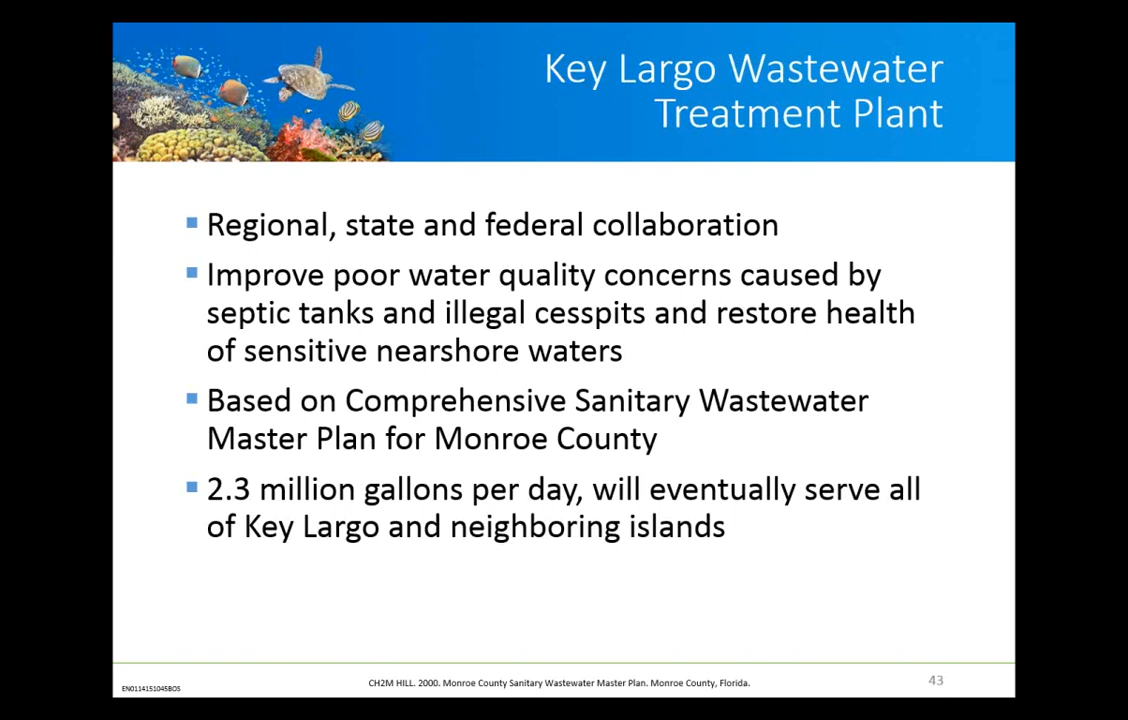 Key Largo Wastewater
Treatment Plant
Regional, state and federal collaboration
Improve poor water quality concerns caused by
septic tanks and illegal cesspits and restore health
of sensitive nearshore waters
Based on Comprehensive Sanitary Wastewater
Master Plan for Monroe County
2.3 million gallons per day, will eventually serve all
of Key Largo and neighboring islands
EN0114151045BOS
CH2M HILL. 2000. Monroe County Sanitary Wastewater Master Plan. Monroe County, Florida.
43